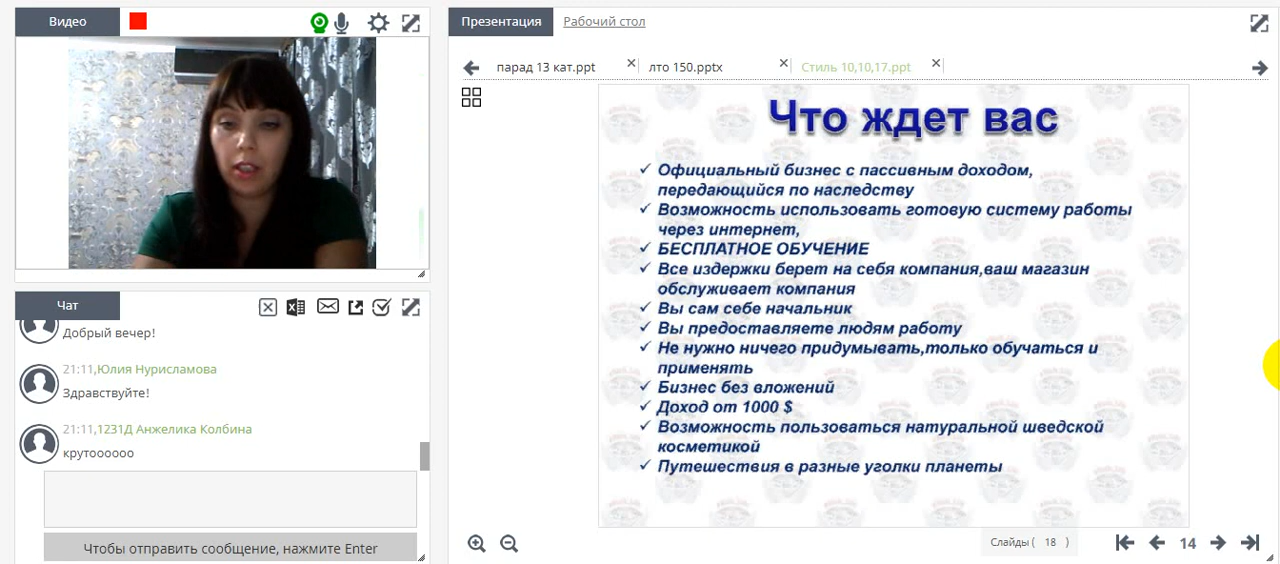 Видео
Презентация
Рабочий стол
парад 13 кат.ppt
лто 150.pptx
Стиль 10,10,17.ppt
Что ждет вас
Официальный бизнес с пассивным доходом,
передающийся по наследству
Возможность использовать готовую систему работы
через интернет,
БЕСПЛАТНОЕ ОБУЧЕНИЕ
Все издержки берет на себя компания,ваш магазин
обслуживает компания
Вы сам себе начальник
Вы предоставляете людям работу
Не нужно ничего придумывать,только обучаться и
применять
Бизнес без вложений
Доход от 1000 $
Возможность пользоваться натуральной шведской
косметикой
Путешествия в разные уголки планеты
Слайды ( 18 )
14
Чат
Добрый вечер!
21:11,Юлия Нурисламова
Здравствуйте!
21:11,1231Д Анжелика Колбина
крутоооооо
Чтобы отправить сообщение, нажмите Enter